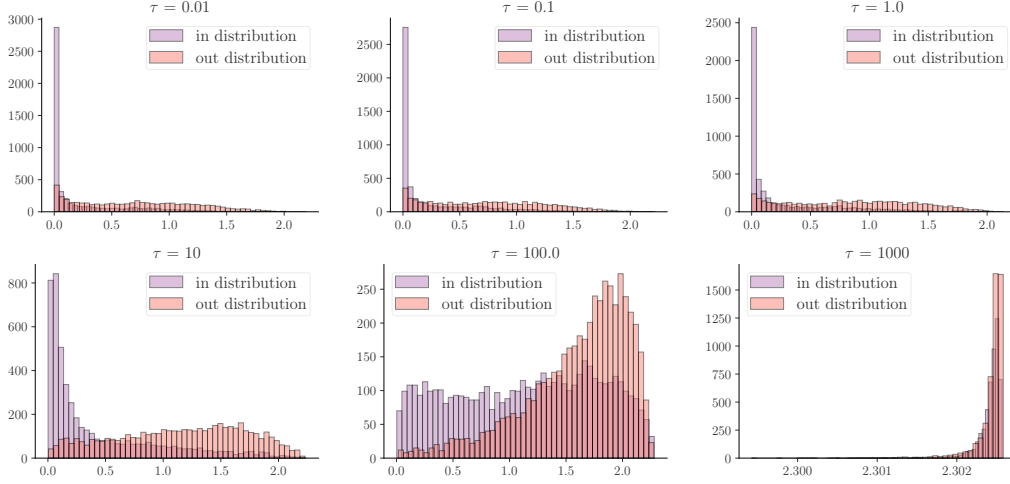 τ = 0.01
3000
2500
2000
1500
1000
500
0
0.0 0.5 1.0 1.5 2.0
in distribution
out distribution
τ = 0.1
2500
2000
1500
1000
500
0
0.0 0.5 1.0 1.5 2.0
in distribution
out distribution
τ = 1.0
2500
2000
1500
1000
500
0
0.0 0.5 1.0 1.5 2.0
in distribution
out distribution
τ = 10
800
600
400
200
0
0.0 0.5 1.0 1.5 2.0
in distribution
out distribution
τ = 100.0
250
200
150
100
50
0
0.0 0.5 1.0 1.5 2.0
in distribution
out distribution
τ = 1000
1500
1250
1000
750
500
250
0
2.300 2.301 2.302
in distribution
out distribution